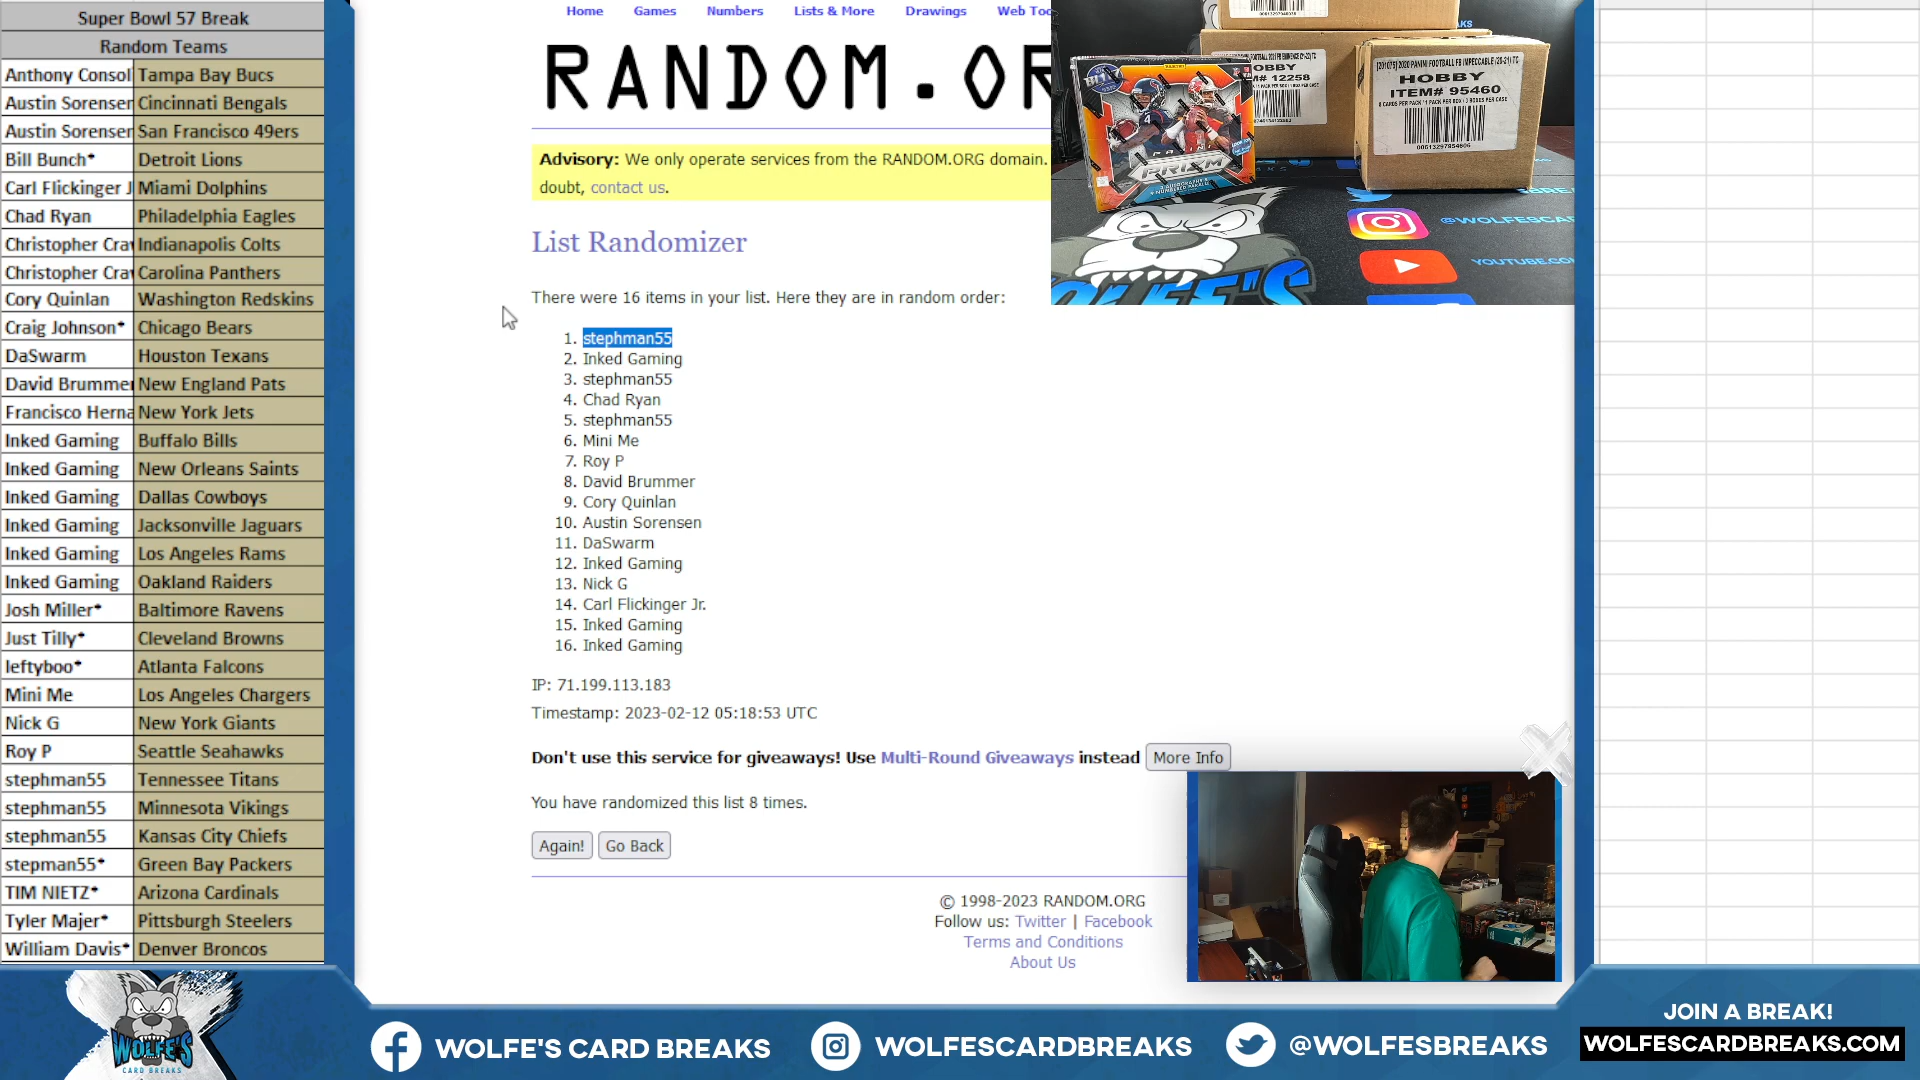 Super Bowl 57 Break
Random Teams
Anthony Consol Tampa Bay Bucs
Austin Sorensen Cincinnati Bengals
Austin Sorensen San Francisco 49ers
Bill Bunch* Detroit Lions
Carl Flickinger J Miami Dolphins
Chad Ryan Philadelphia Eagles
Christopher Cra Indianapolis Colts
Christopher Cra Carolina Panthers
Cory Quinlan Washington Redskins
Craig Johnson* Chicago Bears
DaSwarm Houston Texans
David Brummer New England Pats
Francisco Herna New York Jets
Inked Gaming Buffalo Bills
Inked Gaming New Orleans Saints
Inked Gaming Dallas Cowboys
Inked Gaming Jacksonville Jaguars
Inked Gaming Los Angeles Rams
Inked Gaming Oakland Raiders
Josh Miller* Baltimore Ravens
Just Tilly* Cleveland Browns
leftyboo* Atlanta Falcons
Mini Me Los Angeles Chargers
Nick G New York Giants
Roy P Seattle Seahawks
stephman55 Tennessee Titans
stephman55 Minnesota Vikings
stephman55 Kansas City Chiefs
stepman55* Green Bay Packers
TIM NIETZ* Arizona Cardinals
Tyler Majer* Pittsburgh Steelers
William Davis* Denver Broncos
Home Games Numbers Lists & More Drawings Web Too
RANDOM.OR
Advisory: We only operate services from the RANDOM.ORG domain.
doubt, contact us.
List Randomizer
There were 16 items in your list. Here they are in random order:
1. stephman55
2. Inked Gaming
3. stephman55
4. Chad Ryan
5. stephman55
6. Mini Me
7. Roy P
8. David Brummer
9. Cory Quinlan
10. Austin Sorensen
11. DaSwarm
12. Inked Gaming
13. Nick G
14. Carl Flickinger Jr.
15. Inked Gaming
16. Inked Gaming
IP: 71.199.113.183
Timestamp: 2023-02-12 05:18:53 UTC
Don't use this service for giveaways! Use Multi-Round Giveaways instead More Info
You have randomized this list 8 times.
Again! Go Back
© 1998-2023 RANDOM.ORG
Follow us: Twitter | Facebook
Terms and Conditions
About Us
HOBBY
M# 12258
HOBBY
ITEM# 95460
PRIZM
@WOLFESCA
YOUTUBE.CO
WOLFE'S
WOLFE'S
CARD BREAKS
WOLFE'S CARD BREAKS
WOLFESCARDBREAKS
@WOLFESBREAKS
JOIN A BREAK!
WOLFESCARDBREAKS.COM